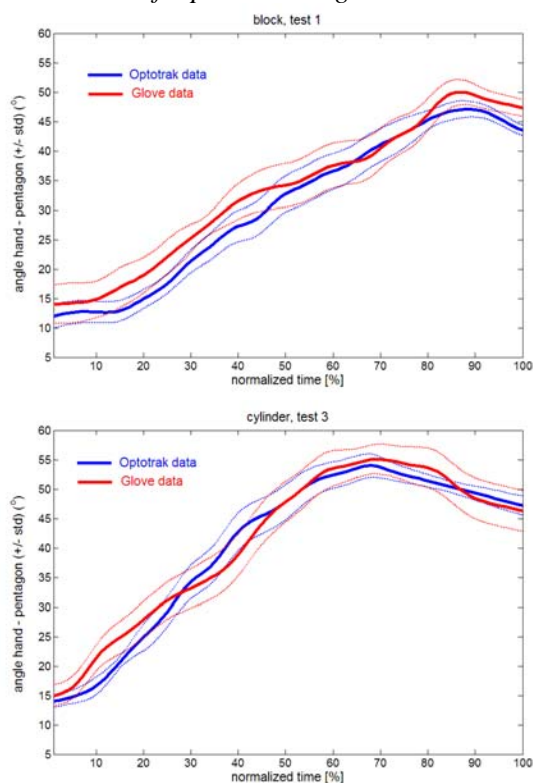 block, test 1
60
55
50
45
40
35
30
25
20
15
10
5
Optotrak data
Glove data
angle hand - pentagon (+/- std) (°)
10 20 30 40 50 60 70 80 90 100
normalized time [%]
cylinder, test 3
60
55
50
45
40
35
30
25
20
15
10
5
Optotrak data
Glove data
angle hand - pentagon (+/- std) (°)
10 20 30 40 50 60 70 80 90 100
normalized time [%]